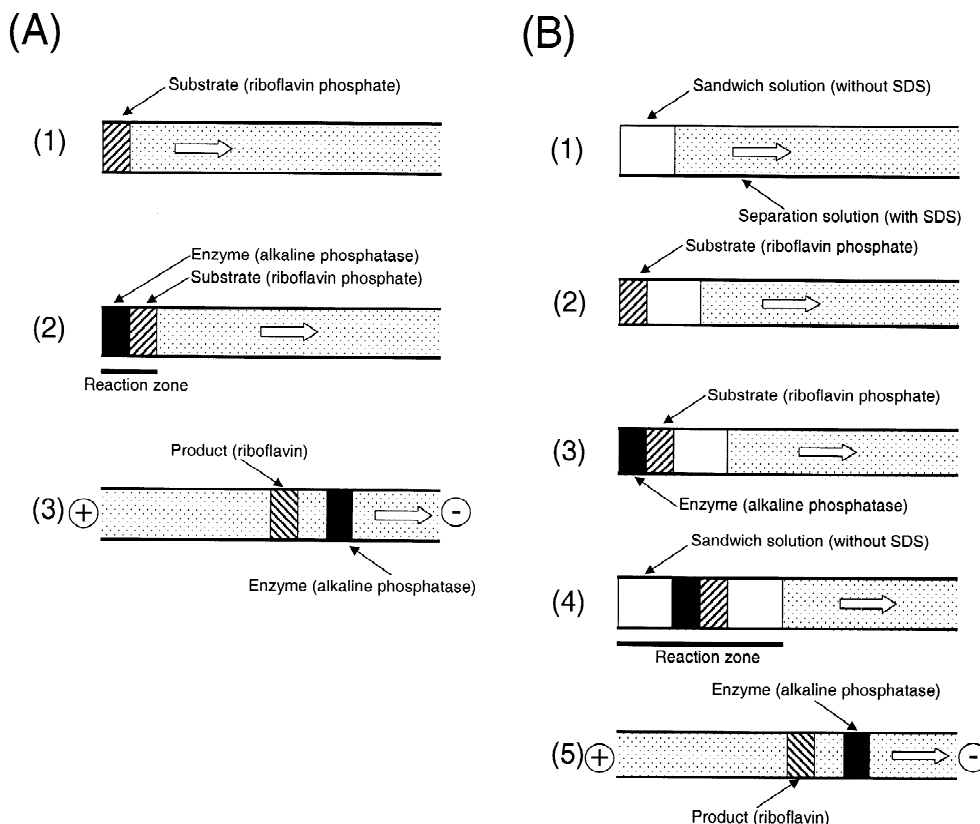 (A)
Substrate (riboflavin phosphate)
(1)
Enzyme (alkaline phosphatase)
Substrate (riboflavin phosphate)
(2)
Reaction zone
Product (riboflavin)
(3)
+
-
Enzyme (alkaline phosphatase)
(B)
Sandwich solution (without SDS)
(1)
Separation solution (with SDS)
Substrate (riboflavin phosphate)
(2)
Substrate (riboflavin phosphate)
(3)
Enzyme (alkaline phosphatase)
Sandwich solution (without SDS)
(4)
Reaction zone
Enzyme (alkaline phosphatase)
(5)
+
-
Product (riboflavin)